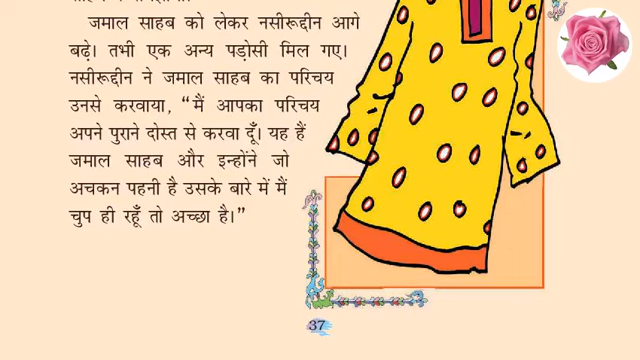 जमाल साहब को लेकर नसीरूद्दीन आगे
बढ़े। तभी एक अन्य पड़ोसी मिल गए।
नसीरूद्दीन ने जमाल साहब का परिचय
उनसे करवाया, “मैं आपका परिचय
अपने पुराने दोस्त से करवा दूँ। यह हैं
जमाल साहब और इन्होंने जो
अचकन पहनी है उसके बारे में मैं
चुप ही रहूँ तो अच्छा है।”
37